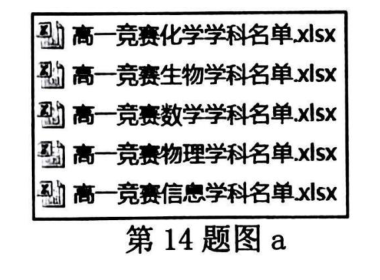 高一竞赛化学学科名单.xlsx
高一竞赛生物学科名单.xlsx
高一竞赛数学学科名单.xlsx
高一竞赛物理学科名单.xlsx
高一竞赛信息学科名单.xlsx
第 14 题图 a